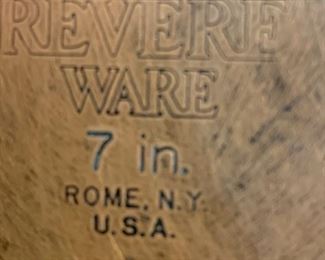 REVERE
WARE
7 in.
ROME, N.Y.
U.S.A.